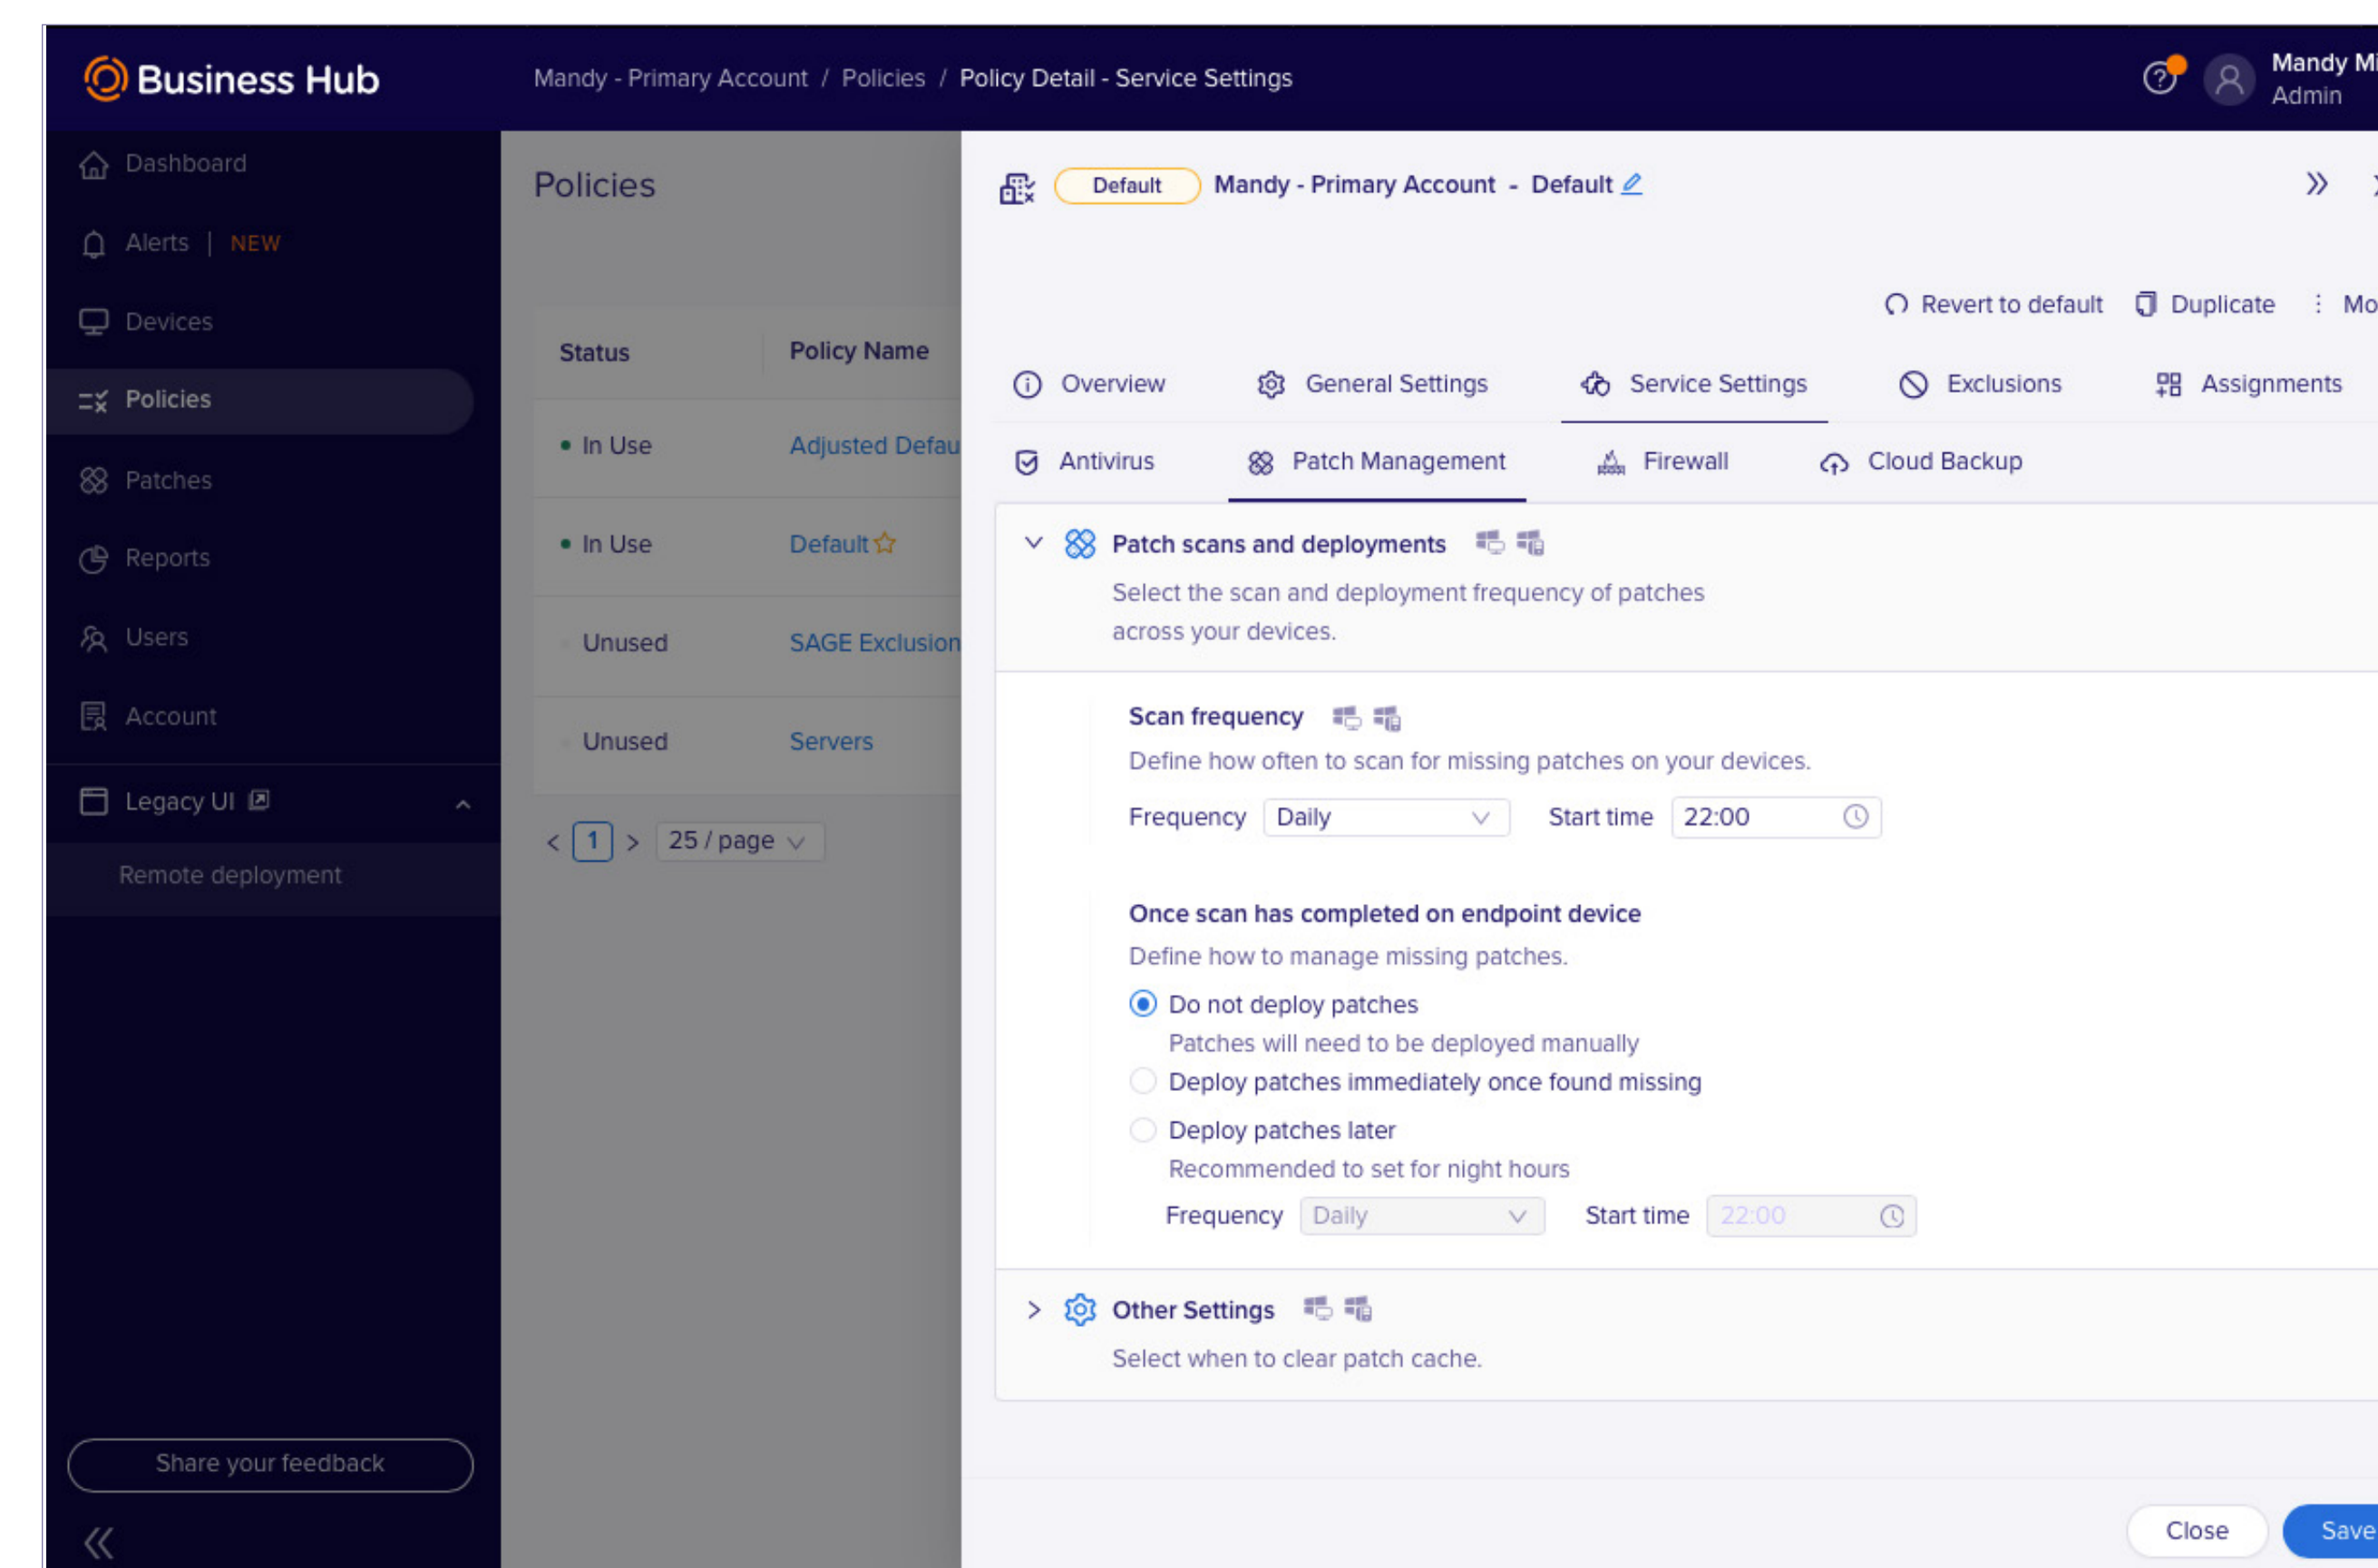 Business Hub
Mandy - Primary Account / Policies / Policy Detail - Service Settings
Mandy Mi
Admin
Dashboard
Alerts | NEW
Devices
Policies
Patches
Reports
Users
Account
Legacy UI
Remote deployment
Share your feedback
Policies
Status Policy Name
In Use Adjusted Defau
In Use Default
Unused SAGE Exclusion
Unused Servers
< 1 > 25 / page
Default Mandy - Primary Account - Default
Revert to default Duplicate Mo
Overview General Settings Service Settings Exclusions Assignments
Antivirus Patch Management Firewall Cloud Backup
Patch scans and deployments
Select the scan and deployment frequency of patches
across your devices.
Scan frequency
Define how often to scan for missing patches on your devices.
Frequency Daily Start time 22:00
Once scan has completed on endpoint device
Define how to manage missing patches.
Do not deploy patches
Patches will need to be deployed manually
Deploy patches immediately once found missing
Deploy patches later
Recommended to set for night hours
Frequency Daily Start time 22:00
Other Settings
Select when to clear patch cache.
Close Save